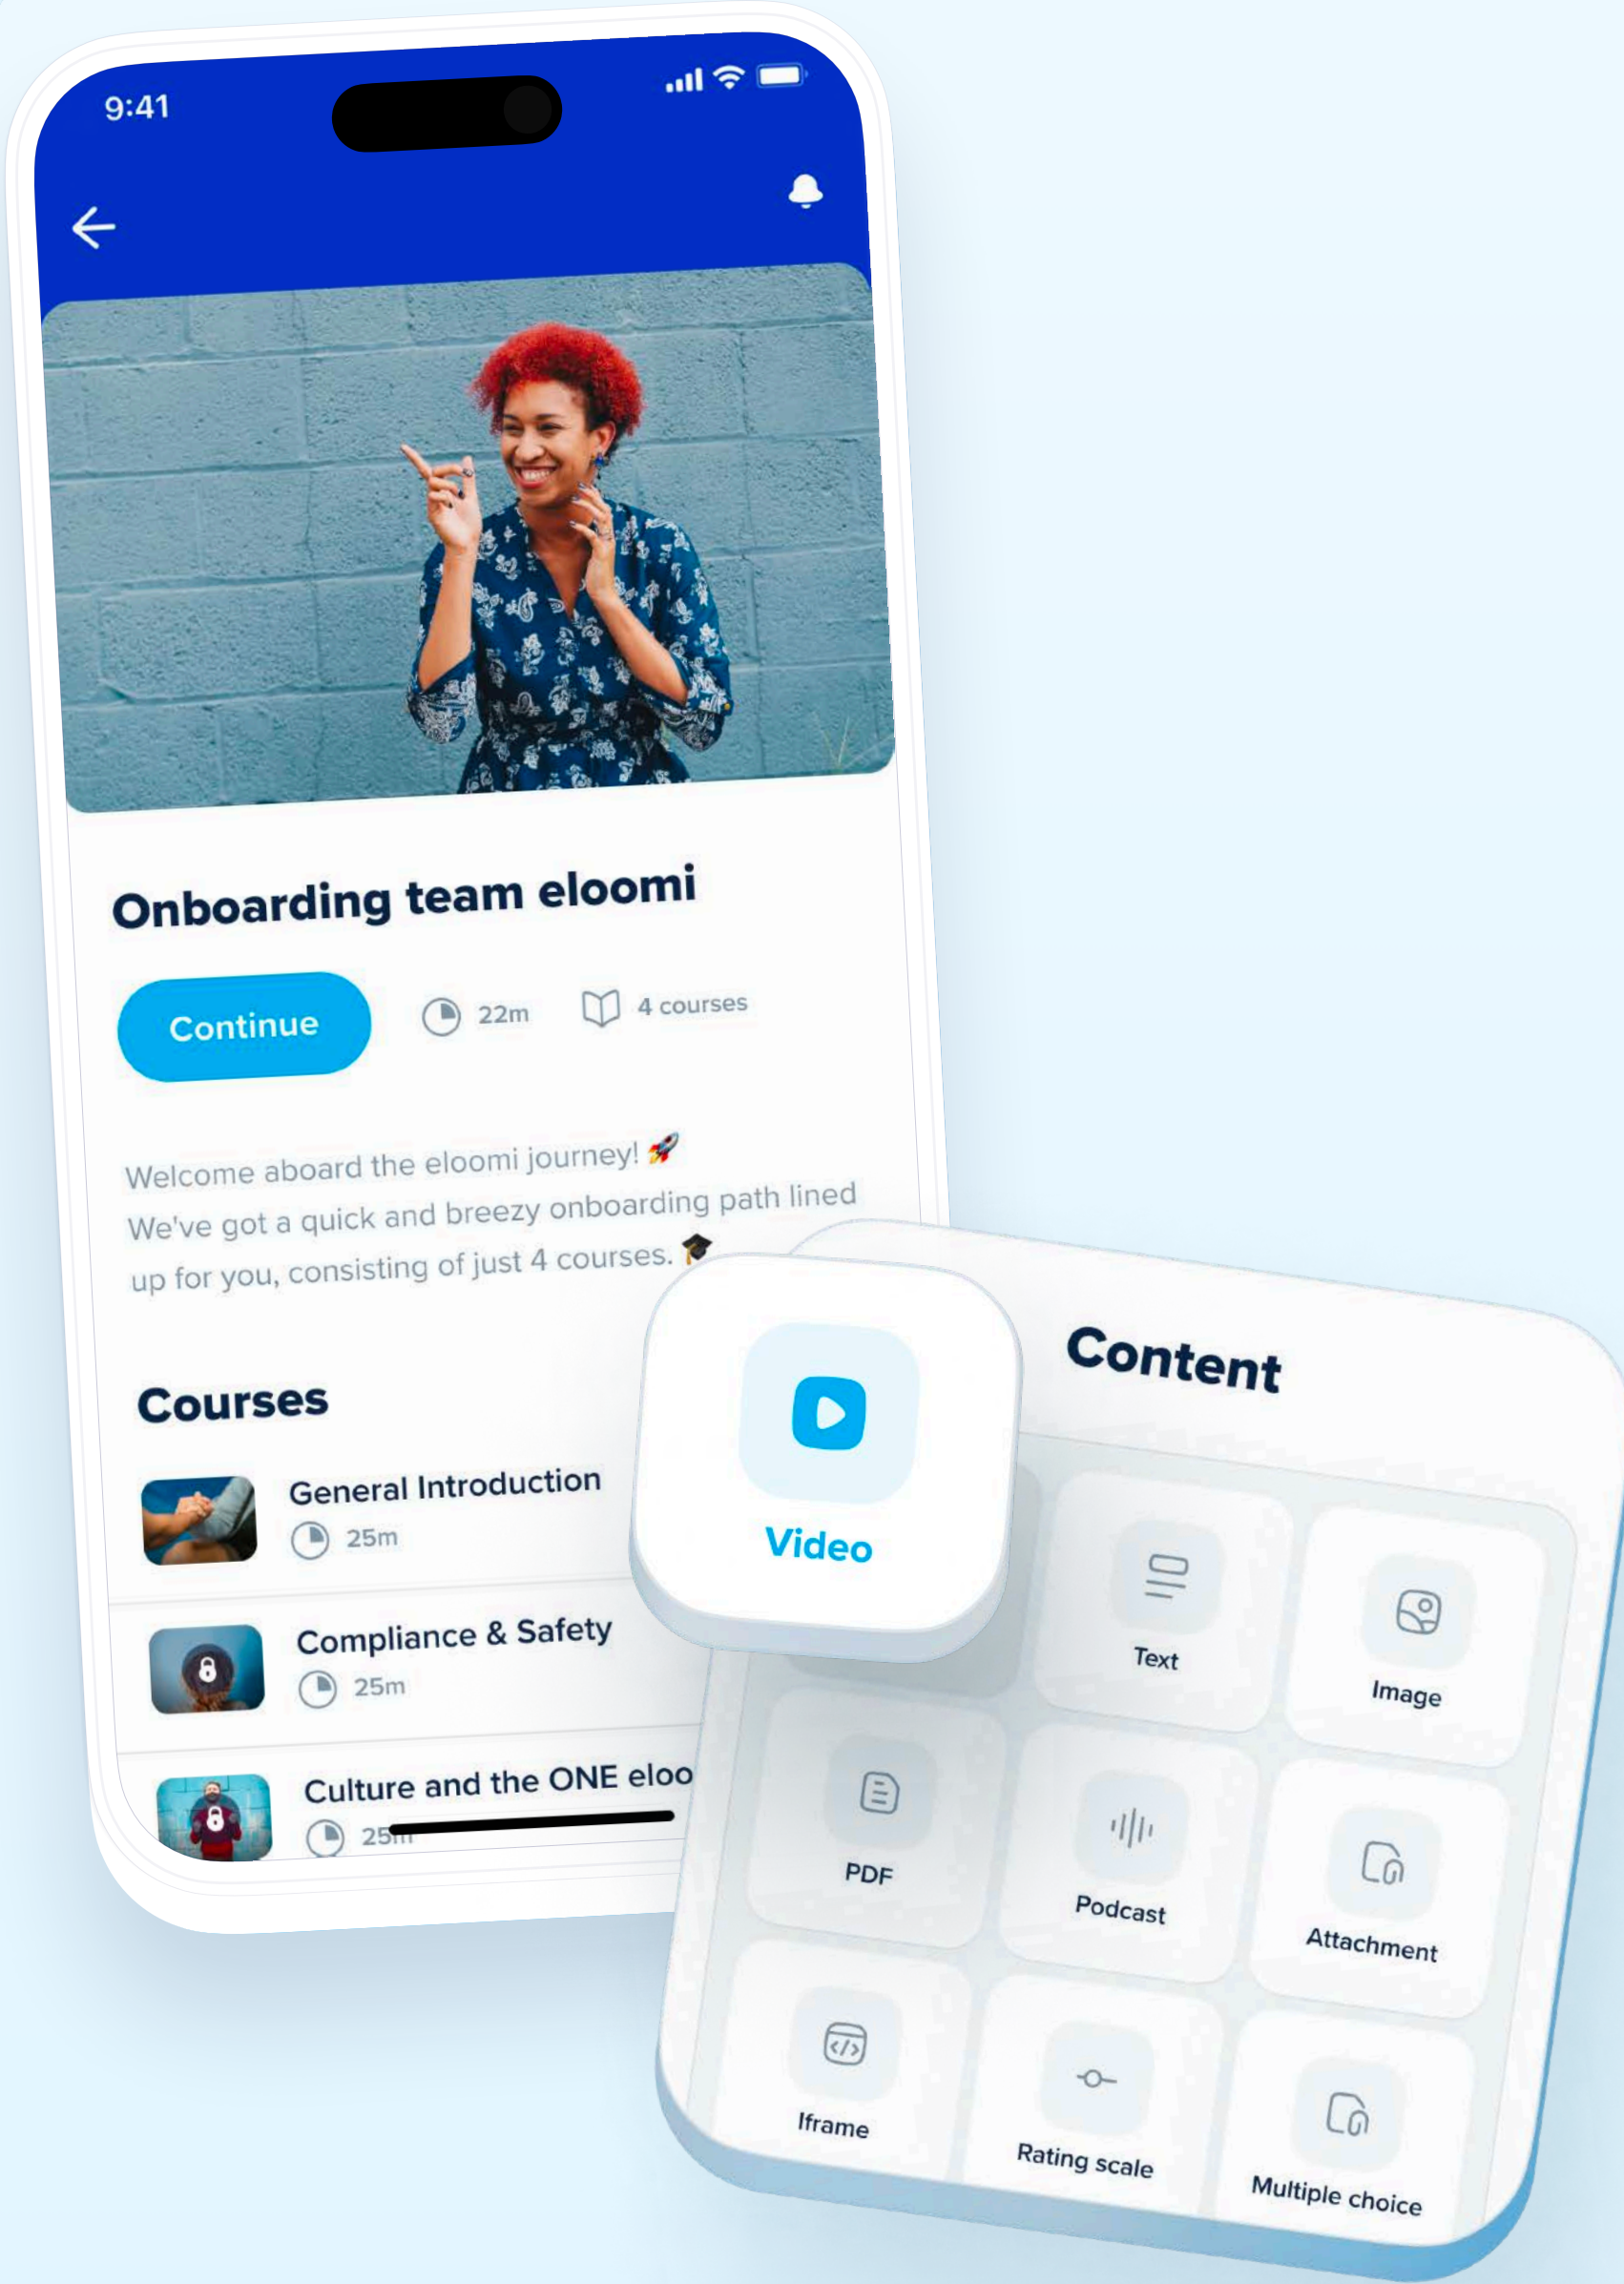 9:41
Onboarding team eloomi
Continue
22m
4 courses
Welcome aboard the eloomi journey! 🚀
We've got a quick and breezy onboarding path lined
up for you, consisting of just 4 courses. 🎓
Courses
General Introduction
25m
Compliance & Safety
25m
Culture and the ONE eloo
25m
Content
Video
Text
Image
PDF
Podcast
Attachment
Iframe
Rating scale
Multiple choice